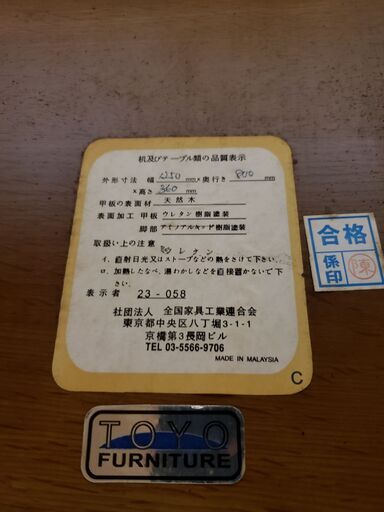 机及びテーブル類の品質表示
外形寸法 幅 1250 mm×奥行き 800 mm
×高さ 360 mm
甲板の表面材 天然木
表面加工 甲板 ウレタン樹脂塗装
脚部 アミノアルキッド樹脂塗装
取扱い上の注意 ウレタン
イ. 直射日光又はストーブなどの熱をさけて下さい。
ロ. 加熱したなべ、湯わかしなどを直接置かないで下さい。
表示者 23-058
社団法人 全国家具工業連合会
東京都中央区八丁堀3-1-1
京橋第3長岡ビル
TEL 03-5566-9706
MADE IN MALAYSIA
C
合格
係印 陳
TOYO
FURNITURE